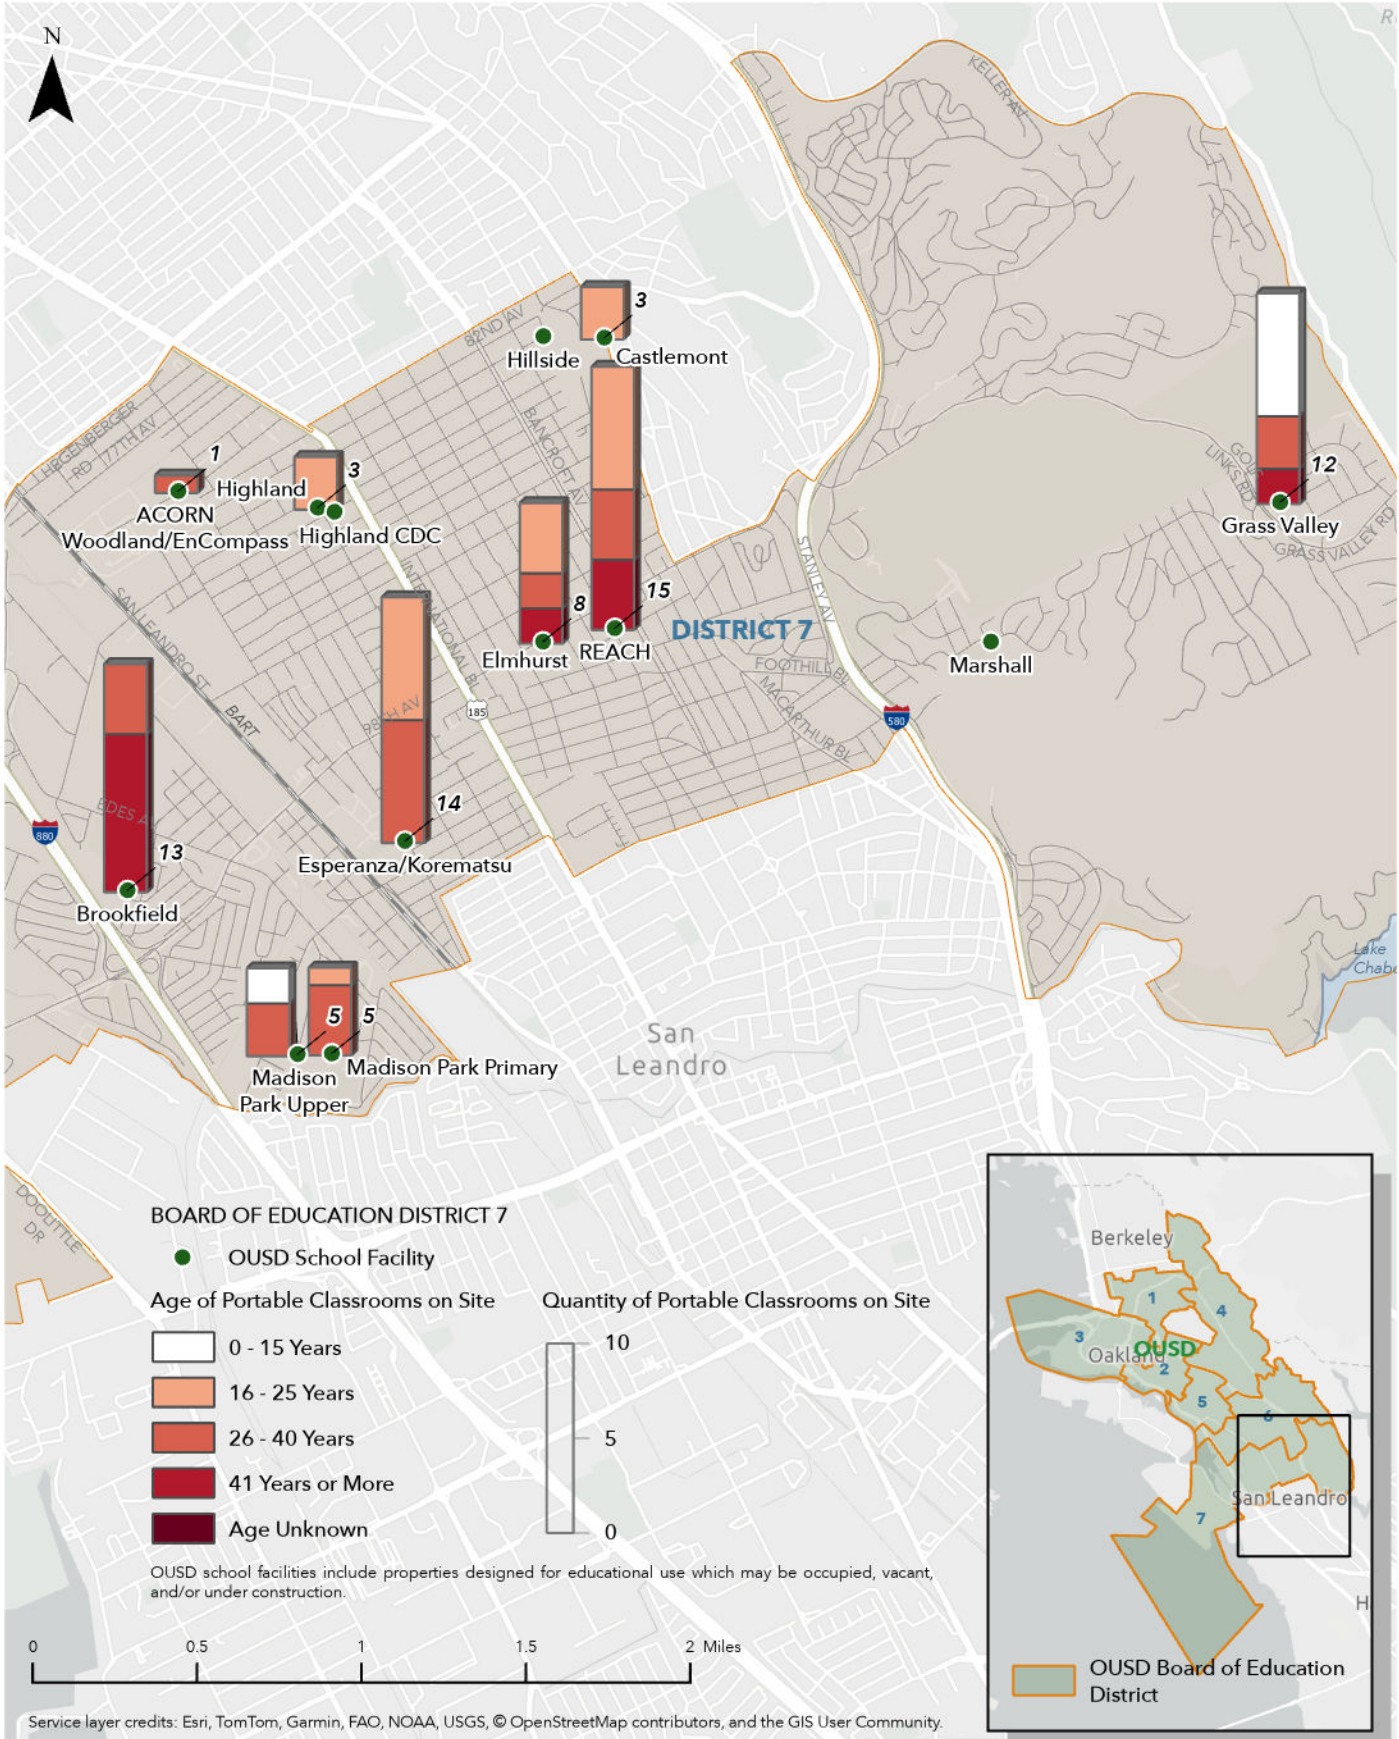 N
KELLER AV
3
82ND AV
Hillside
Castlemont
HEGENBERGER
RD
77TH AV
BANCROFT AV
1
Highland
3
ACORN
Woodland/EnCompass
Highland CDC
GOLF
LINKS RD
12
Grass Valley
GRASS VALLEY RD
STANLEY AV
INTERNATIONAL BL
SAN LEANDRO ST
8
15
Elmhurst
REACH
DISTRICT 7
Marshall
FOOTHILL BL
MACARTHUR BL
BART
98TH AV
185
580
EDES A
14
880
13
Esperanza/Korematsu
Brookfield
Lake
Chab
5
5
San
Leandro
Madison
Park Upper
Madison Park Primary
DOOLITTLE
DR
BOARD OF EDUCATION DISTRICT 7
OUSD School Facility
Age of Portable Classrooms on Site
0 - 15 Years
16 - 25 Years
26 - 40 Years
41 Years or More
Age Unknown
Quantity of Portable Classrooms on Site
10
5
0
OUSD school facilities include properties designed for educational use which may be occupied, vacant,
and/or under construction.
0 0.5 1 1.5 2 Miles
Service layer credits: Esri, TomTom, Garmin, FAO, NOAA, USGS, © OpenStreetMap contributors, and the GIS User Community.
Berkeley
1
4
3
OUSD
Oakland
2
5
6
San Leandro
7
H
OUSD Board of Education
District